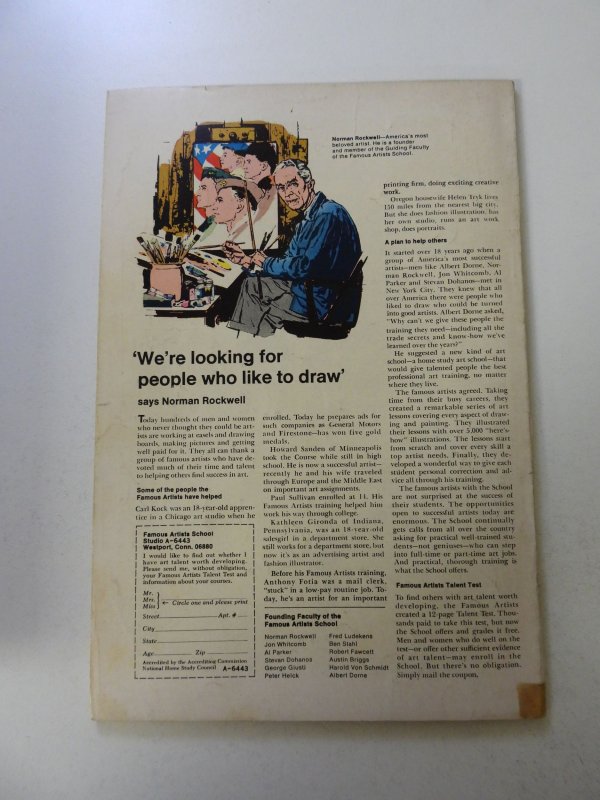 Norman Rockwell—America's most
beloved artist. He is a founder
and member of the Guiding Faculty
of the Famous Artists School.
'We're looking for
people who like to draw'
says Norman Rockwell
Today hundreds of men and women
who never thought they could be art-
ists are working at easels and drawing
boards, making pictures and getting
well paid for it. They all can thank a
group of famous artists who have de-
voted much of their time and talent
to helping others find success in art.
Some of the people the
Famous Artists have helped
Carl Kock was an 18-year-old appren-
tice in a Chicago art studio when he
Famous Artists School
Studio A-6443
Westport, Conn. 06880
I would like to find out whether I
have art talent worth developing.
Please send me, without obligation,
your Famous Artists Talent Test and
information about your courses.
Mr.
Mrs.
Miss
← Circle one and please print
Street Apt. #
City
State
Age Zip
Accredited by the Accrediting Commission
National Home Study Council A-6443
enrolled. Today he prepares ads for
such companies as General Motors
and Firestone—has won five gold
medals.
Howard Sanden of Minneapolis
took the Course while still in high
school. He is now a successful artist—
recently he and his wife traveled
through Europe and the Middle East
on important art assignments.
Paul Sullivan enrolled at 11. His
Famous Artists training helped him
work his way through college.
Kathleen Gironda of Indiana,
Pennsylvania, was an 18-year-old
salesgirl in a department store. She
still works for a department store, but
now it's as an advertising artist and
fashion illustrator.
Before his Famous Artists training,
Anthony Fotia was a mail clerk,
"stuck" in a low-pay routine job. To-
day, he's an artist for an important
Founding Faculty of the
Famous Artists School
Norman Rockwell
Jon Whitcomb
Al Parker
Stevan Dohanos
George Giusti
Peter Helck
Fred Ludekens
Ben Stahl
Robert Fawcett
Austin Briggs
Harold Von Schmidt
Albert Dorne
printing firm, doing exciting creative
work.
Oregon housewife Helen Fryk lives
150 miles from the nearest big city.
But she does fashion illustration, has
her own studio, runs an art work
shop, does portraits.
A plan to help others
It started over 18 years ago when a
group of America's most successful
artists—men like Albert Dorne, Nor-
man Rockwell, Jon Whitcomb, Al
Parker and Stevan Dohanos—met in
New York City. They knew that all
over America there were people who
liked to draw who could be turned
into good artists. Albert Dorne asked,
"Why can't we give these people the
training they need—including all the
trade secrets and know-how we've
learned over the years?"
He suggested a new kind of art
school—a home study art school—that
would give talented people the best
professional art training, no matter
where they live.
The famous artists agreed. Taking
time from their busy careers, they
created a remarkable series of art
lessons covering every aspect of draw-
ing and painting. They illustrated
their lessons with over 5,000 "here's-
how" illustrations. The lessons start
from scratch and cover every skill a
top artist needs. Finally, they de-
veloped a wonderful way to give each
student personal correction and ad-
vice all through his training.
The famous artists with the School
are not surprised at the success of
their students. The opportunities
open to successful artists today are
enormous. The School continually
gets calls from all over the country
asking for practical well-trained stu-
dents—not geniuses—who can step
into full-time or part-time art jobs.
And practical, thorough training is
what the School offers.
Famous Artists Talent Test
To find others with art talent worth
developing, the Famous Artists
created a 12-page Talent Test. Thou-
sands paid to take this test, but now
the School offers and grades it free.
Men and women who do well on the
test—or offer other sufficient evidence
of art talent—may enroll in the
School. But there's no obligation.
Simply mail the coupon.